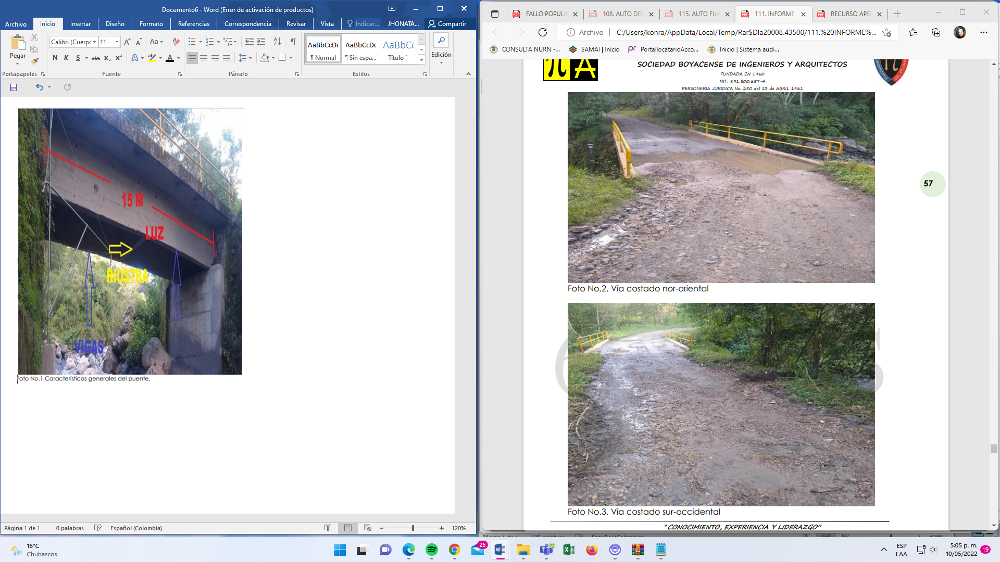 Documento6 - Word (Error de activación de productos)
Archivo
Inicio
Insertar
Diseño
Formato
Referencias
Correspondencia
Revisar
Vista
Indicar...
JHONATA...
Compartir
Pegar
Calibri (Cuerpo
11
Aa
N K S abc x₂ x²
AaBbCcDc
AaBbCcDc
AaBbCc
¶ Normal
¶ Sin espa...
Título 1
Edición
Portapapeles
Fuente
Párrafo
Estilos
15 M
LUZ
RIOSTRA
VIGAS
Foto No.1 Características generales del puente.
Página 1 de 1
0 palabras
Español (Colombia)
120%
FALLO POPULA
108. AUTO DEC
115. AUTO FIJA
111. INFORME
RECURSO APEL
Archivo
C:/Users/konra/AppData/Local/Temp/Rar$DIa20008.43500/111.%20INFORME%...
CONSULTA NURN -...
SAMAI | Inicio
PortallocatarioAcco...
Inicio | Sistema audi...
πA
SOCIEDAD BOYACENSE DE INGENIEROS Y ARQUITECTOS
FUNDADA EN 1960
NIT: 891.800.657-4
PERSONERIA JURIDICA No. 250 del 13 de ABRIL 1961
57
Foto No.2. Vía costado nor-oriental
Foto No.3. Vía costado sur-occidental
"CONOCIMIENTO, EXPERIENCIA Y LIDERAZGO"
16°C
Chubascos
26
ESP
LAA
5:05 p. m.
10/05/2022
19